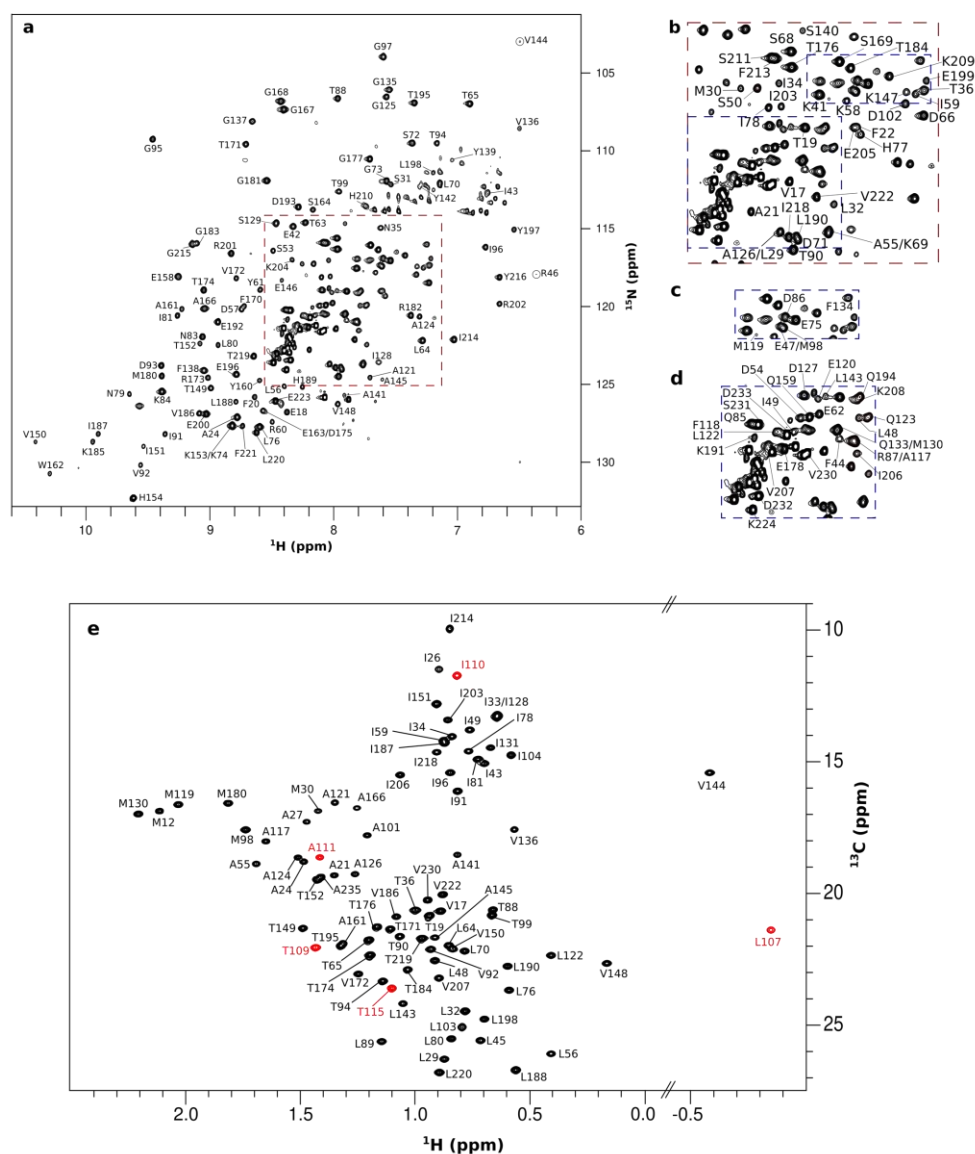 a
V144
G97
105
G135
G168
T88
T195
T65
G125
G167
G137
V136
T171
G95
S72
T94
110
G177
L198
Y139
G181
G73
S31
L70
T99
Y142
I43
D193
S164
H210
S129
T63
N35
E42
Y197
G183
G215
R201
S53
I96
115
K204
E158
V172
Y61
E146
Y216
R46
T174
F170
A161
A166
D57
R182
R202
120
I81
E192
A124
N83
T152
L80
L64
I214
D93
F138
E196
T219
I128
M180
R173
A121
N79
K84
T149
Y160
L56
H189
A145
125
V186
L188
F20
E223
V148
A141
E200
E18
V150
I187
I91
A24
R60
E163/D175
K185
I151
K153/K74
L76
F221
L220
W162
V92
130
H154
10
9
8
7
6
¹H (ppm)
¹⁵N (ppm)
b
S140
S68
T176
S169
T184
S211
F213
K209
I34
E199
M30
I203
K147
T36
S50
K41
K58
I59
D102
D66
I78
T19
F22
E205
H77
V17
V222
A21
I218
L190
L32
D71
A55/K69
A126/L29
T90
c
D86
F134
E75
M119
E47/M98
d
D54
D127
E120
Q159
L143
Q194
D233
I49
K208
S231
Q85
E62
Q123
F118
L48
L122
Q133/M130
K191
F44
R87/A117
E178
V230
I206
V207
D232
K224
e
I214
10
I26
I110
I151
I203
I33/I128
I34
I49
I78
I59
I187
I131
I218
I104
I81
I43
I206
I96
15
M119
M180
M30
A121
I91
V144
M130
A166
M12
A27
A117
A101
V136
M98
A111
A141
A55
A124
A21
A126
V230
A24
A235
T152
T36
V222
A145
T176
V186
V17
T88
20
T149
A161
T171
T19
L64
T99
T195
T90
V150
L107
T109
T65
T219
L70
L122
V92
T174
L48
L190
V148
V172
T184
V207
T94
L76
T115
L143
L32
L198
L103
25
L89
L80
L45
L56
L29
L220
L188
2.0
1.5
1.0
0.5
0.0
-0.5
¹H (ppm)
¹³C (ppm)